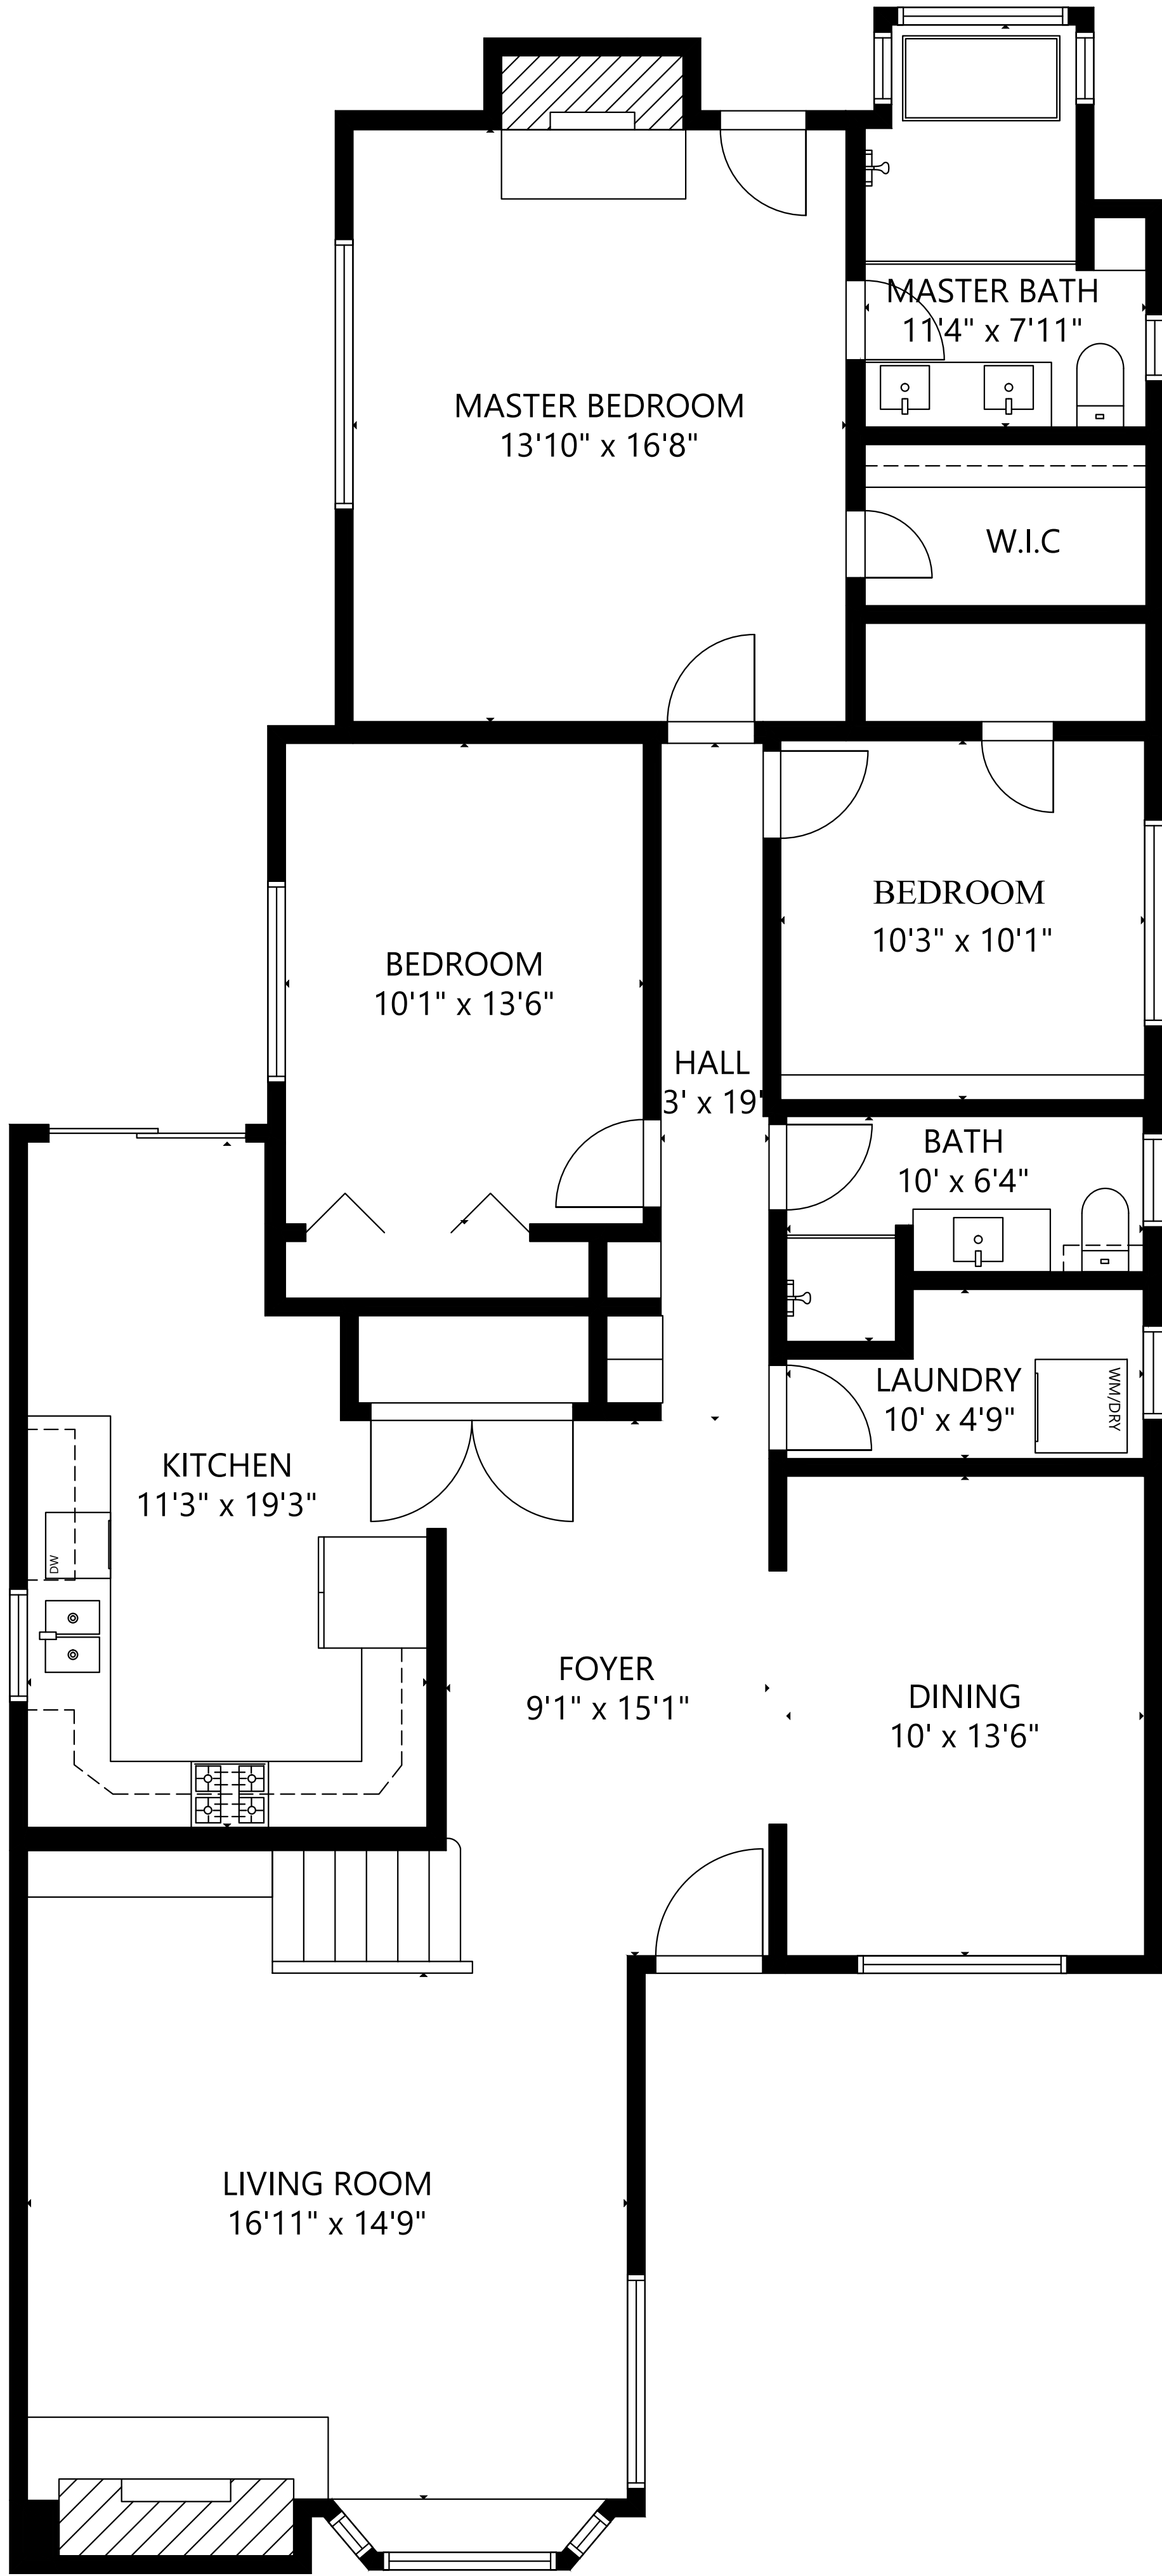 MASTER BATH
11'4" x 7'11"
MASTER BEDROOM
13'10" x 16'8"
W.I.C
BEDROOM
10'3" x 10'1"
BEDROOM
10'1" x 13'6"
HALL
3' x 19'
BATH
10' x 6'4"
LAUNDRY
10' x 4'9"
WM/DRY
KITCHEN
11'3" x 19'3"
DW
FOYER
9'1" x 15'1"
DINING
10' x 13'6"
LIVING ROOM
16'11" x 14'9"